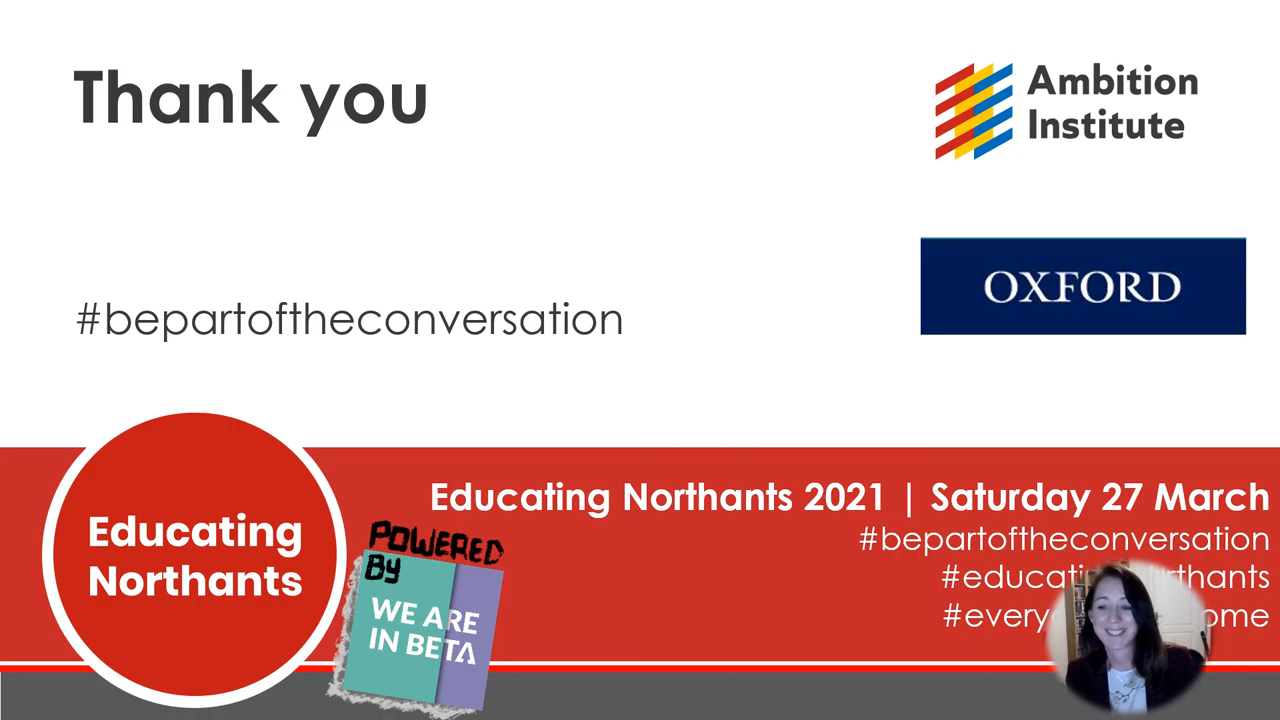 Thank you
Ambition
Institute
OXFORD
#bepartoftheconversation
Educating Northants 2021 | Saturday 27 March
#bepartoftheconversation
Educating
Northants
POWERED
BY
WE ARE
IN BETA